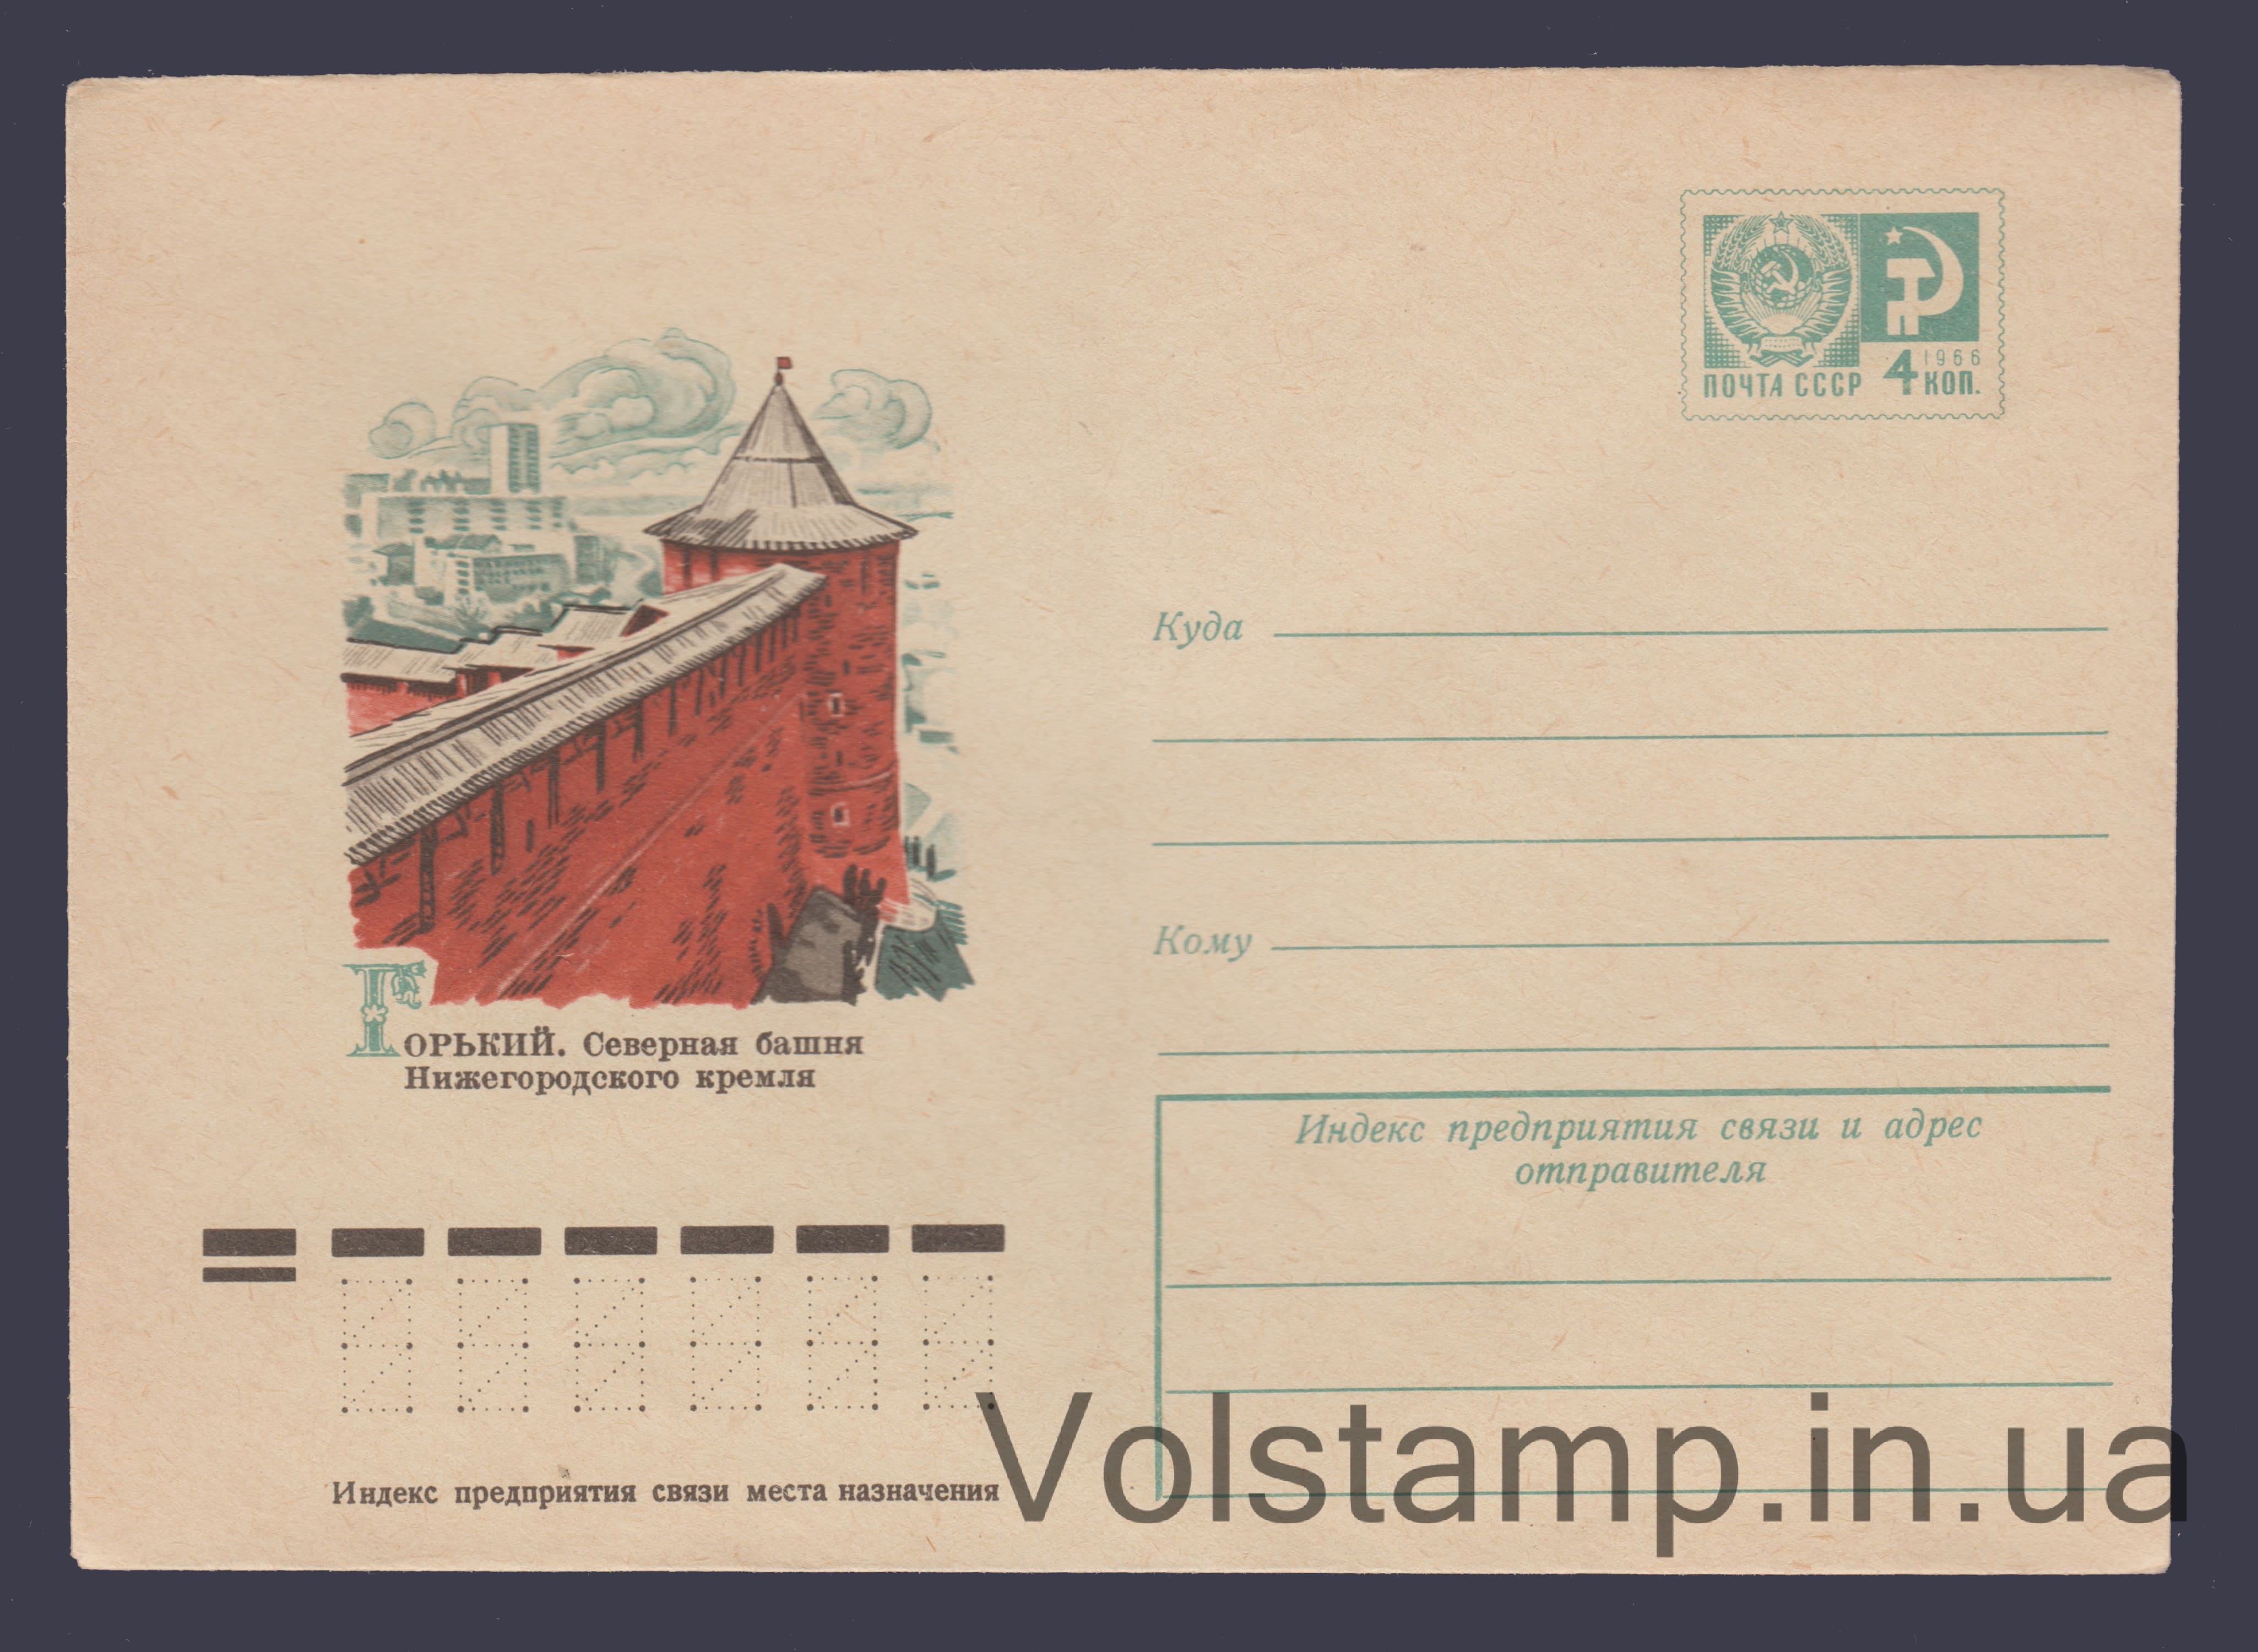 1966
ПОЧТА СССР 4 КОП.
Куда
Кому
ГОРЬКИЙ. Северная башня
Нижегородского кремля
Индекс предприятия связи и адрес
отправителя
Индекс предприятия связи места назначения
Volstamp.in.ua